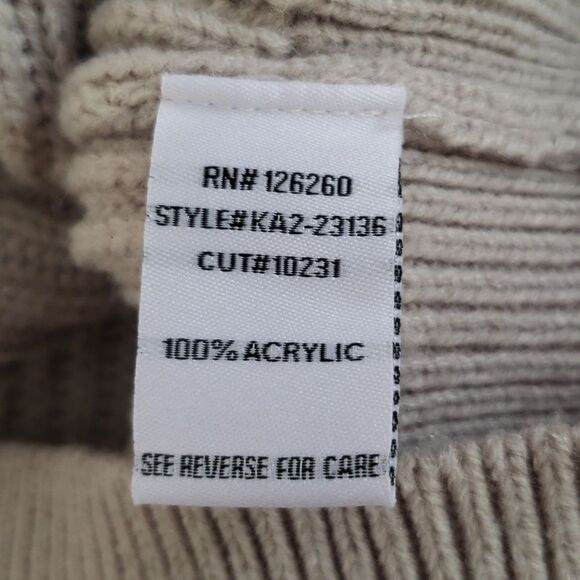 RN# 126260
STYLE# KA2-23136
CUT#10231
100% ACRYLIC
SEE REVERSE FOR CARE